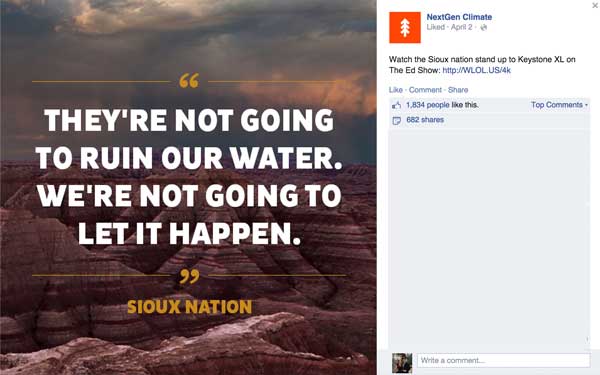 “
THEY'RE NOT GOING
TO RUIN OUR WATER.
WE'RE NOT GOING TO
LET IT HAPPEN.
”
SIOUX NATION
NextGen Climate
Liked · April 2 ·
Watch the Sioux nation stand up to Keystone XL on
The Ed Show: http://WLOL.US/4k
Like · Comment · Share
1,834 people like this.
Top Comments
682 shares
Write a comment...